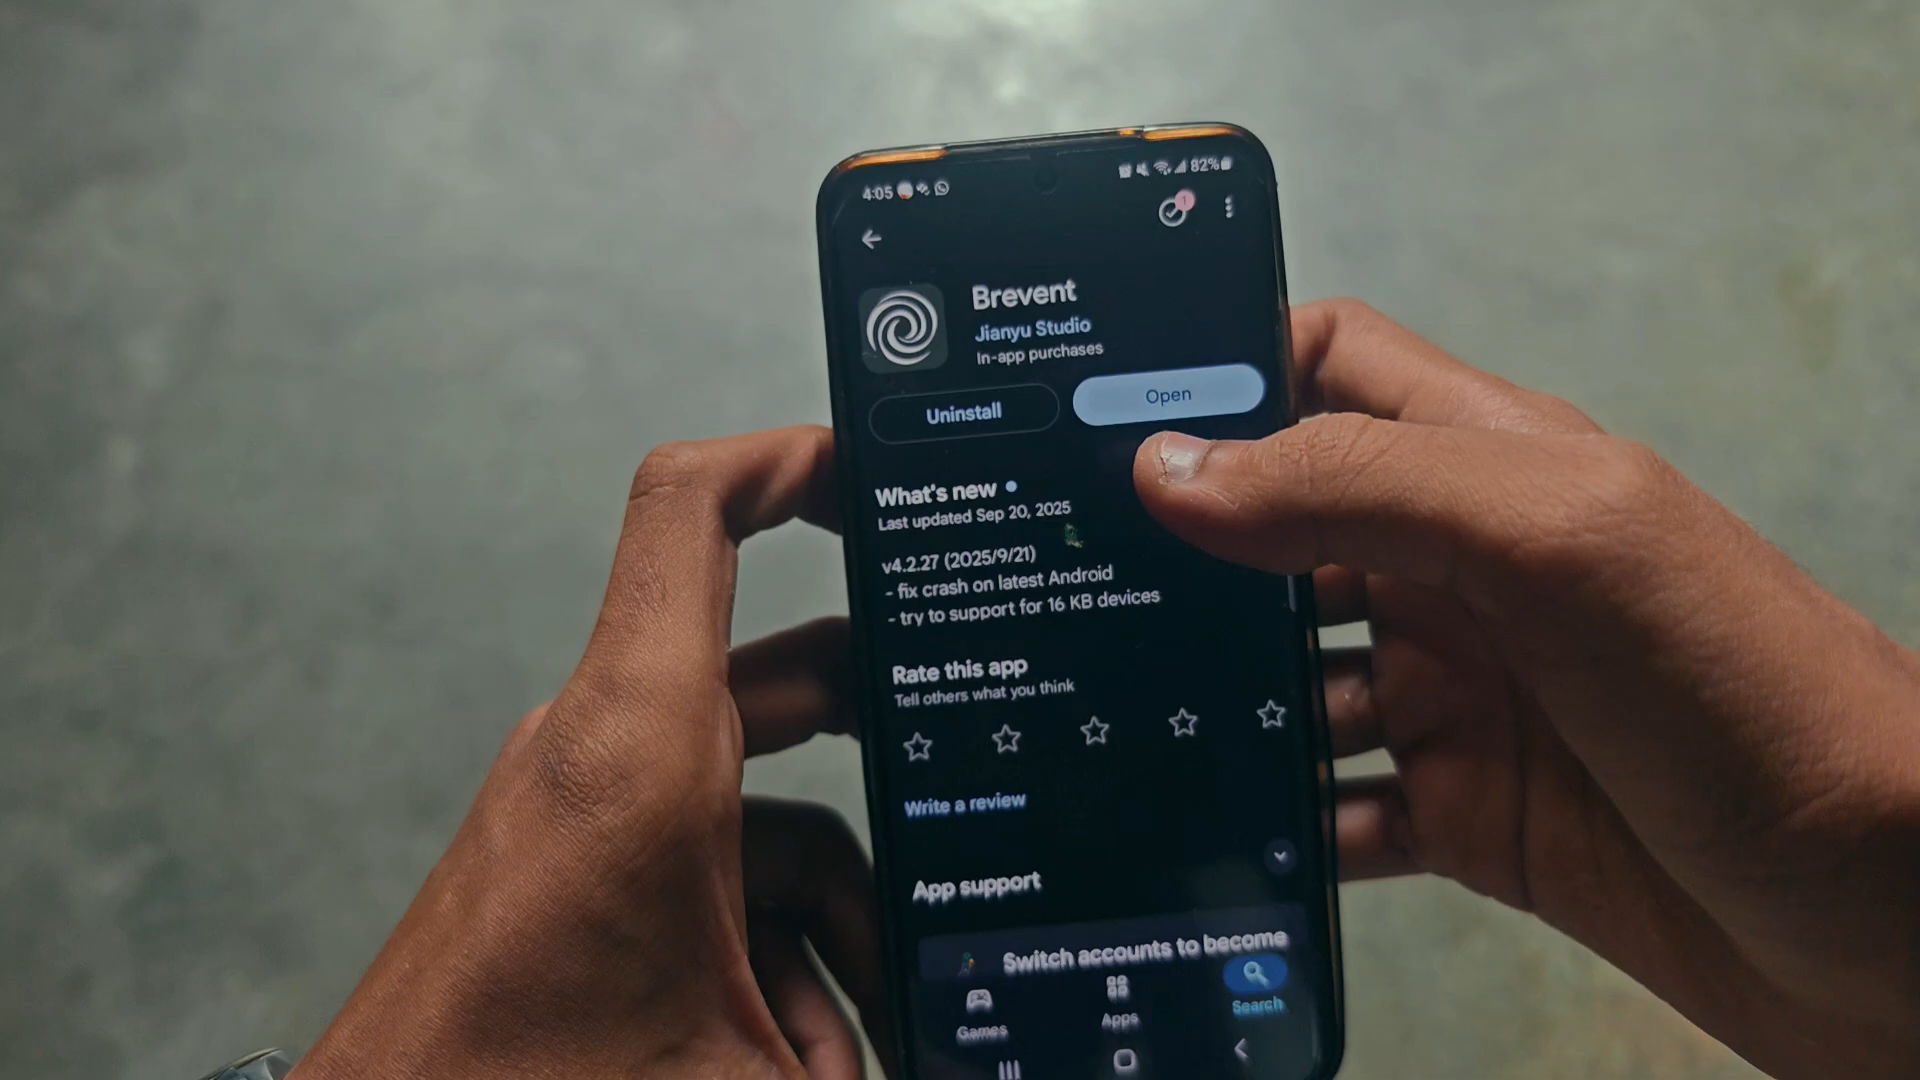 4:05
82%
1
Brevent
Jianyu Studio
In-app purchases
Uninstall
Open
What's new
Last updated Sep 20, 2025
v4.2.27 (2025/9/21)
- fix crash on latest Android
- try to support for 16 KB devices
Rate this app
Tell others what you think
Write a review
App support
Switch accounts to become
Games
Apps
Search